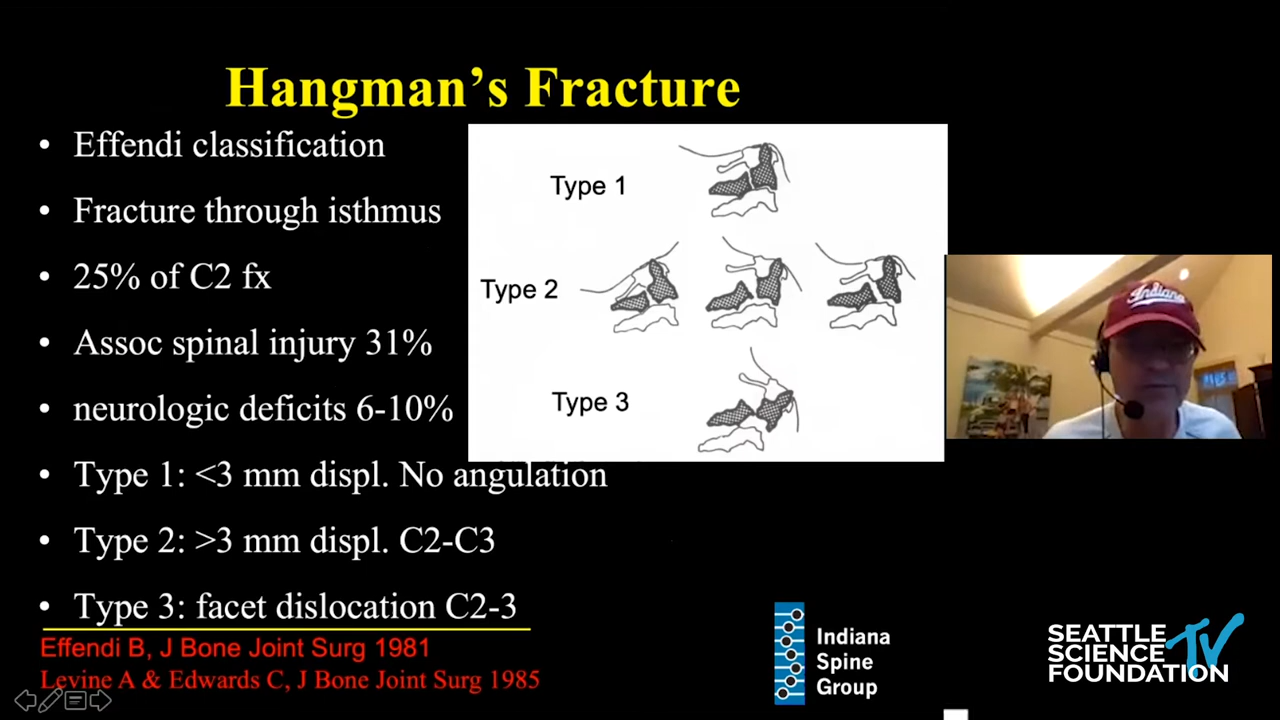 Hangman’s Fracture
• Effendi classification
• Fracture through isthmus
• 25% of C2 fx
• Assoc spinal injury 31%
• neurologic deficits 6-10%
• Type 1: <3 mm displ. No angulation
• Type 2: >3 mm displ. C2-C3
• Type 3: facet dislocation C2-3
Effendi B, J Bone Joint Surg 1981
Levine A & Edwards C, J Bone Joint Surg 1985
Type 1
Type 2
Type 3
Indiana
Indiana
Spine
Group
SEATTLE
SCIENCE
FOUNDATION
TV